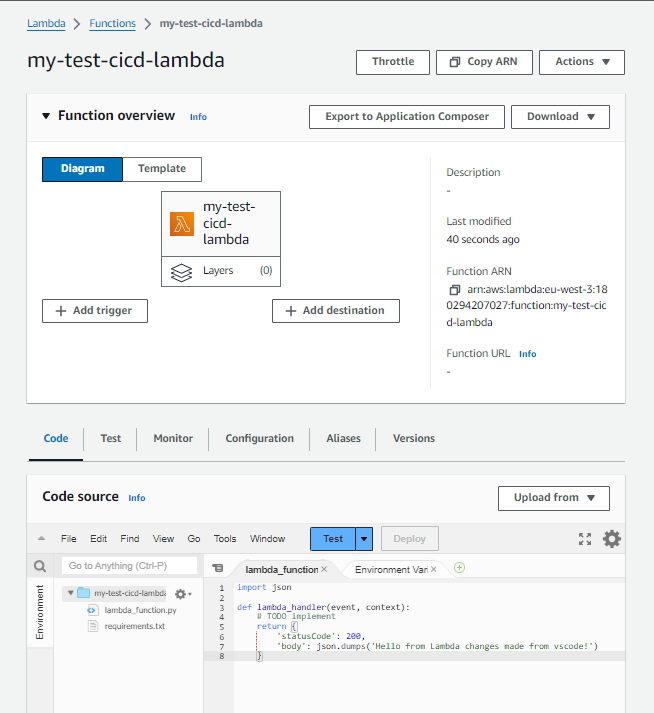 Lambda > Functions > my-test-cicd-lambda
my-test-cicd-lambda
Throttle
Copy ARN
Actions
Function overview
Info
Export to Application Composer
Download
Diagram
Template
my-test-
cicd-
lambda
Layers
(0)
+ Add trigger
+ Add destination
Description
-
Last modified
40 seconds ago
Function ARN
arn:aws:lambda:eu-west-3:18
0294207027:function:my-test-cic
d-lambda
Function URL
Info
-
Code
Test
Monitor
Configuration
Aliases
Versions
Code source
Info
Upload from
File
Edit
Find
View
Go
Tools
Window
Test
Deploy
Go to Anything (Ctrl-P)
lambda_function
Environment Var
Environment
my-test-cicd-lambda
lambda_function.py
requirements.txt
1 import json
2
3 def lambda_handler(event, context):
4 # TODO implement
5 return {
6 'statusCode': 200,
7 'body': json.dumps('Hello from Lambda changes made from vscode!')
8 }